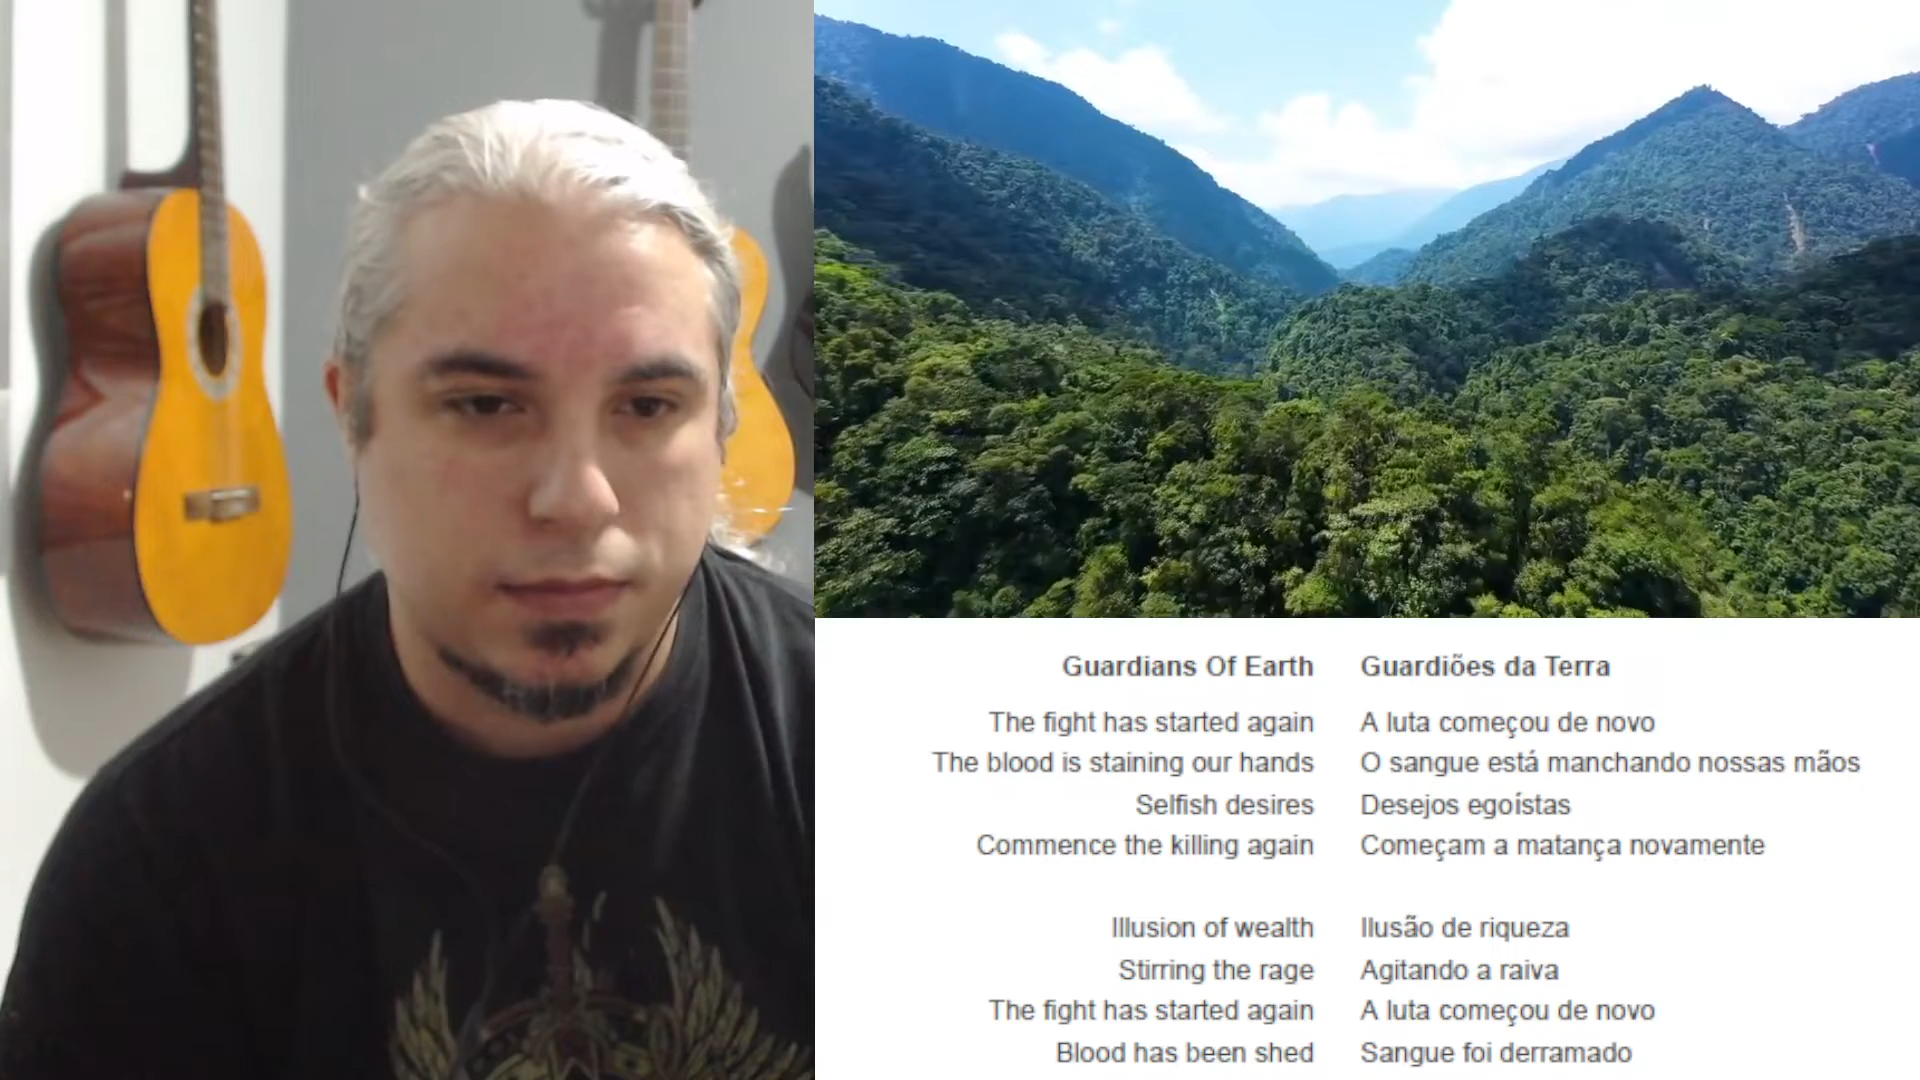 Guardians Of Earth Guardiões da Terra
The fight has started again A luta começou de novo
The blood is staining our hands O sangue está manchando nossas mãos
Selfish desires Desejos egoístas
Commence the killing again Começam a matança novamente
Illusion of wealth Ilusão de riqueza
Stirring the rage Agitando a raiva
The fight has started again A luta começou de novo
Blood has been shed Sangue foi derramado